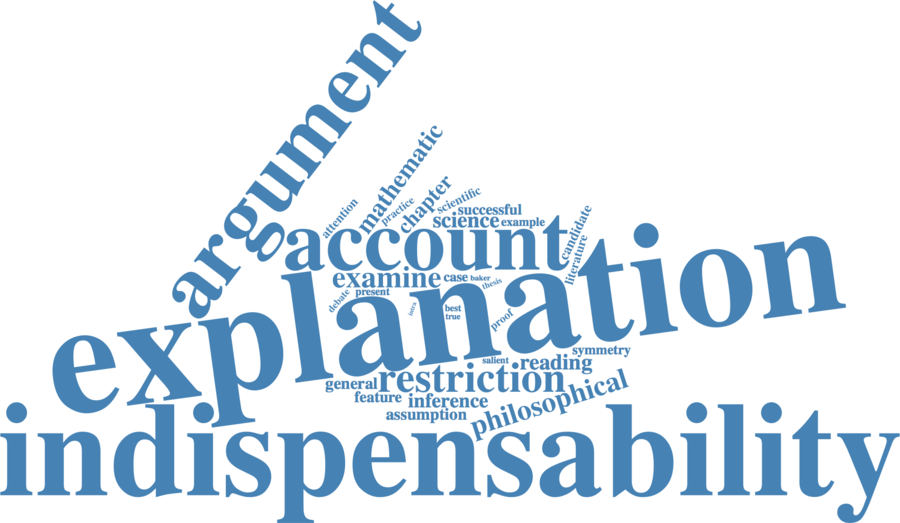 argument
mathematic
attention
practice
chapter
scientific
successful
science
example
candidate
account
literature
examine
case
baker
thesis
debate
present
explanation
intra
best
true
proof
symmetry
salient
reading
general
restriction
feature
inference
philosophical
assumption
indispensability